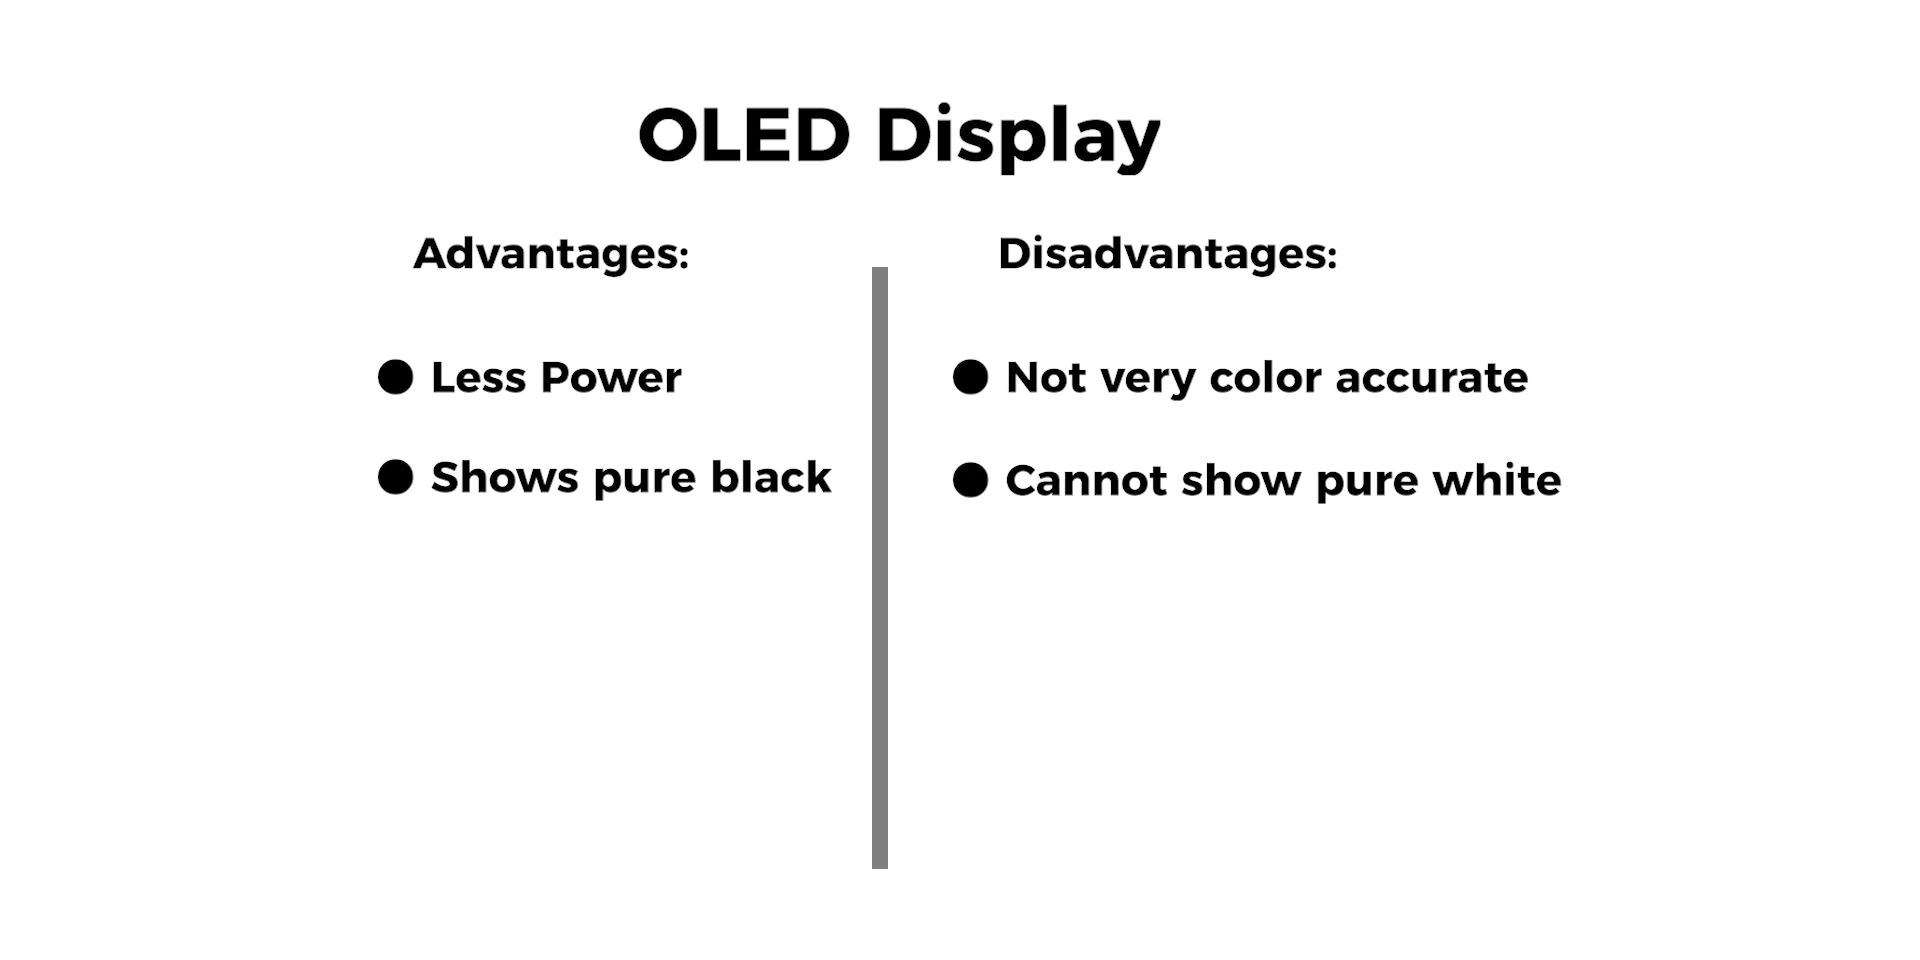 OLED Display
Advantages:
Less Power
Shows pure black
Disadvantages:
Not very color accurate
Cannot show pure white